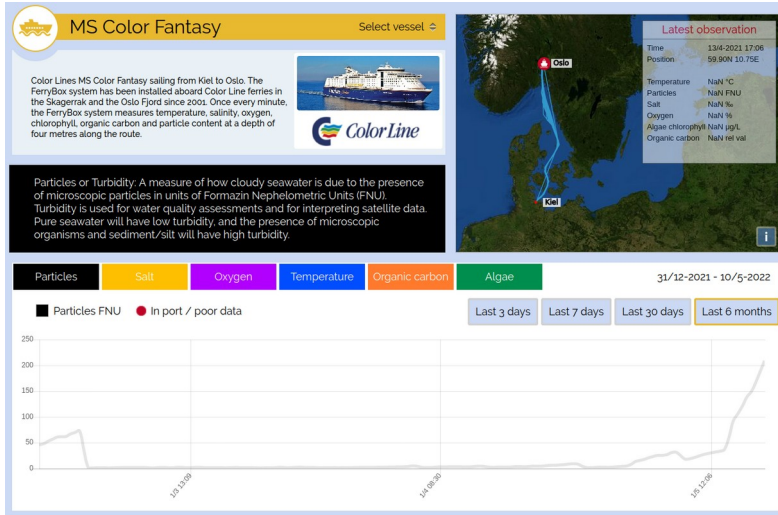 MS Color Fantasy
Select vessel
Color Lines MS Color Fantasy sailing from Kiel to Oslo. The
FerryBox system has been installed aboard Color Line ferries in
the Skagerrak and the Oslo Fjord since 2001. Once every minute,
the FerryBox system measures temperature, salinity, oxygen,
chlorophyll, organic carbon and particle content at a depth of
four metres along the route.
Color Line
Particles or Turbidity: A measure of how cloudy seawater is due to the presence
of microscopic particles in units of Formazin Nephelometric Units (FNU).
Turbidity is used for water quality assessments and for interpreting satellite data.
Pure seawater will have low turbidity, and the presence of microscopic
organisms and sediment/silt will have high turbidity.
Oslo
Kiel
Latest observation
Time 13/4-2021 17:06
Position 59.90N 10.75E
Temperature NaN °C
Particles NaN FNU
Salt NaN ‰
Oxygen NaN %
Algae chlorophyll NaN µg/L
Organic carbon NaN rel val
i
Particles Salt Oxygen Temperature Organic carbon Algae
31/12-2021 - 10/5-2022
Particles FNU In port / poor data
Last 3 days Last 7 days Last 30 days Last 6 months
250
200
150
100
50
0
1/3 13:09
1/4 08:30
1/5 12:06